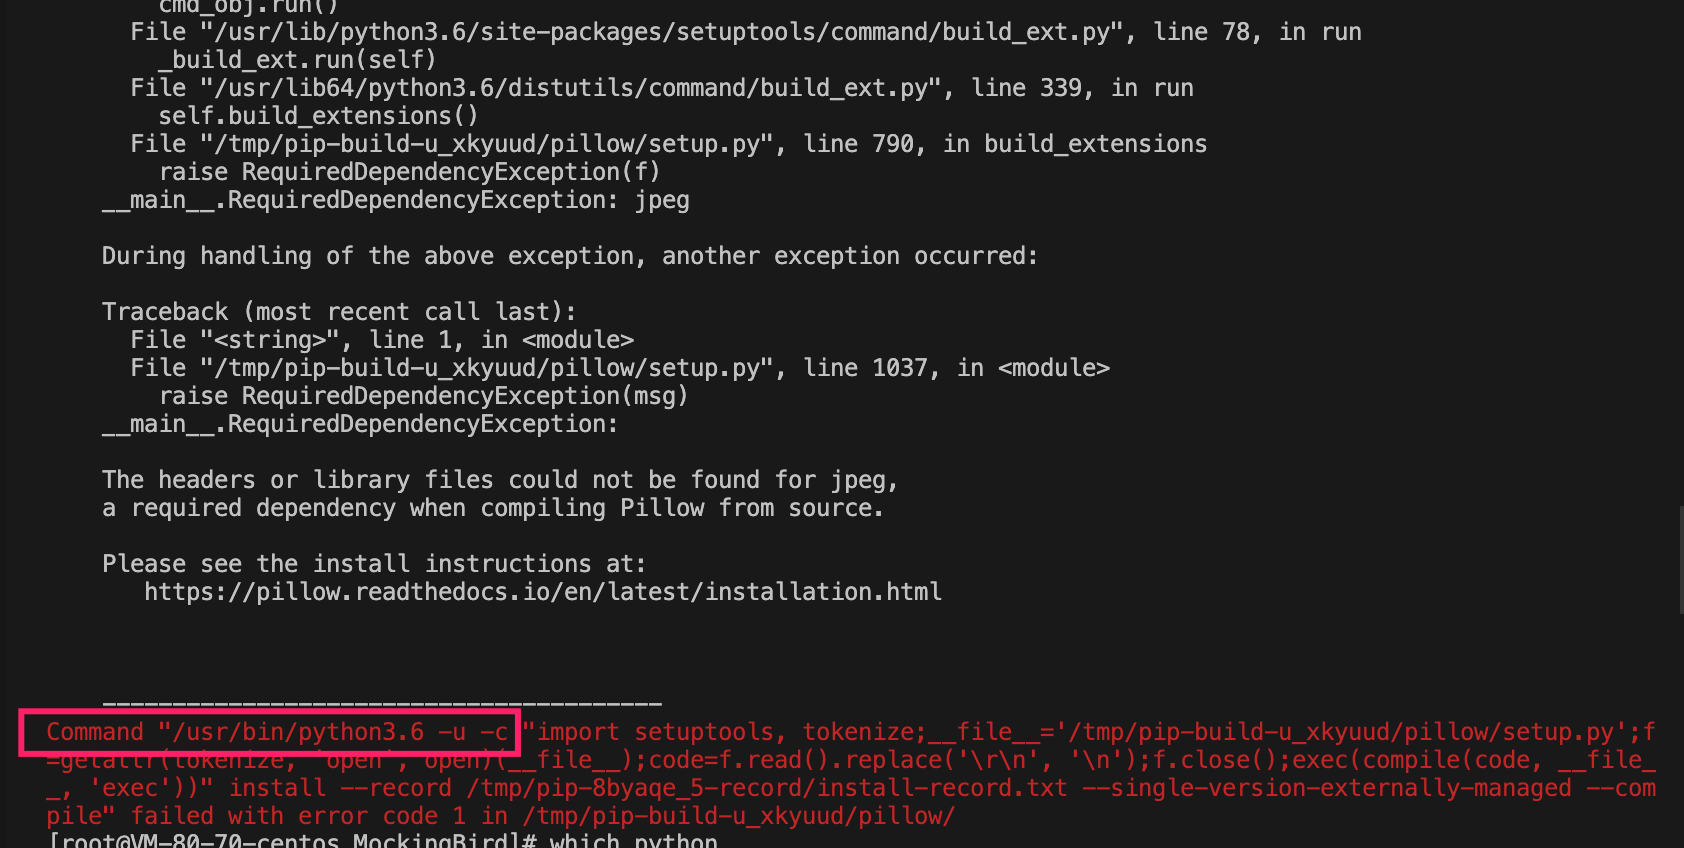 cmd_obj.run()
File "/usr/lib/python3.6/site-packages/setuptools/command/build_ext.py", line 78, in run
_build_ext.run(self)
File "/usr/lib64/python3.6/distutils/command/build_ext.py", line 339, in run
self.build_extensions()
File "/tmp/pip-build-u_xkyuud/pillow/setup.py", line 790, in build_extensions
raise RequiredDependencyException(f)
__main__.RequiredDependencyException: jpeg
During handling of the above exception, another exception occurred:
Traceback (most recent call last):
File "<string>", line 1, in <module>
File "/tmp/pip-build-u_xkyuud/pillow/setup.py", line 1037, in <module>
raise RequiredDependencyException(msg)
__main__.RequiredDependencyException:
The headers or library files could not be found for jpeg,
a required dependency when compiling Pillow from source.
Please see the install instructions at:
https://pillow.readthedocs.io/en/latest/installation.html
----------------------------------------
Command "/usr/bin/python3.6 -u -c "import setuptools, tokenize;__file__='/tmp/pip-build-u_xkyuud/pillow/setup.py';f
=getattr(tokenize, 'open', open)(__file__);code=f.read().replace('\r\n', '\n');f.close();exec(compile(code, __file_
_, 'exec'))" install --record /tmp/pip-8byaqe_5-record/install-record.txt --single-version-externally-managed --com
pile" failed with error code 1 in /tmp/pip-build-u_xkyuud/pillow/
[root@VM-80-70-centos MockingBird]# which python